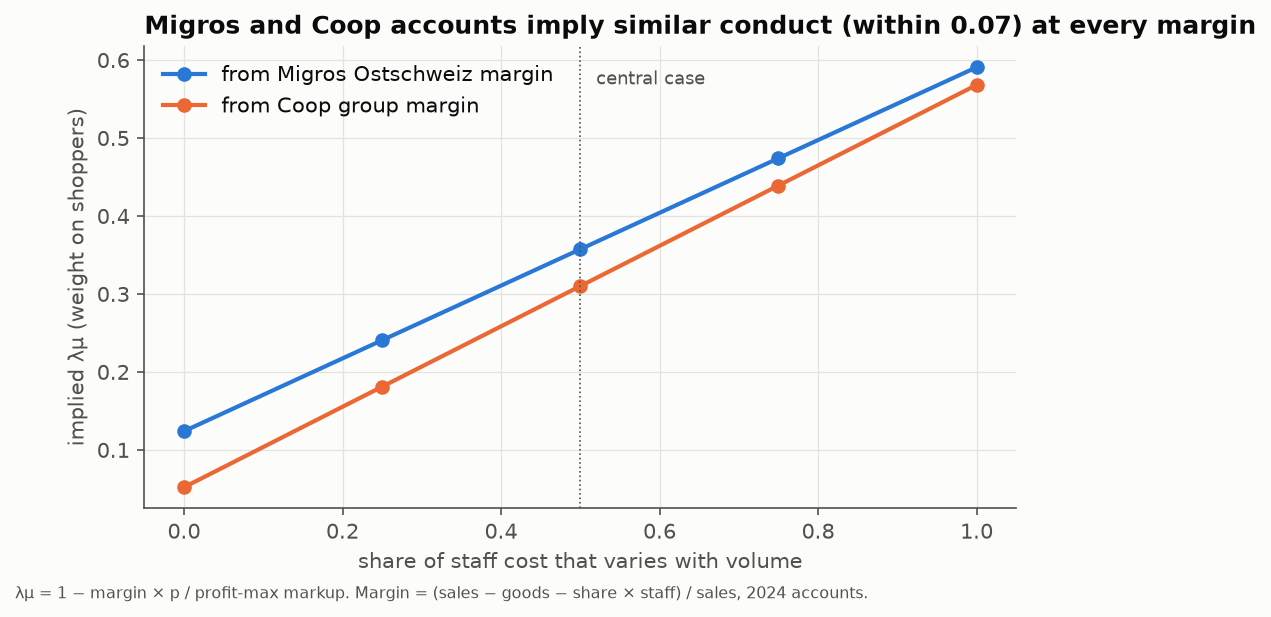 Migros and Coop accounts imply similar conduct (within 0.07) at every margin
from Migros Ostschweiz margin
from Coop group margin
central case
implied λμ (weight on shoppers)
0.6
0.5
0.4
0.3
0.2
0.1
0.0 0.2 0.4 0.6 0.8 1.0
share of staff cost that varies with volume
λμ = 1 − margin × p / profit-max markup. Margin = (sales − goods − share × staff) / sales, 2024 accounts.